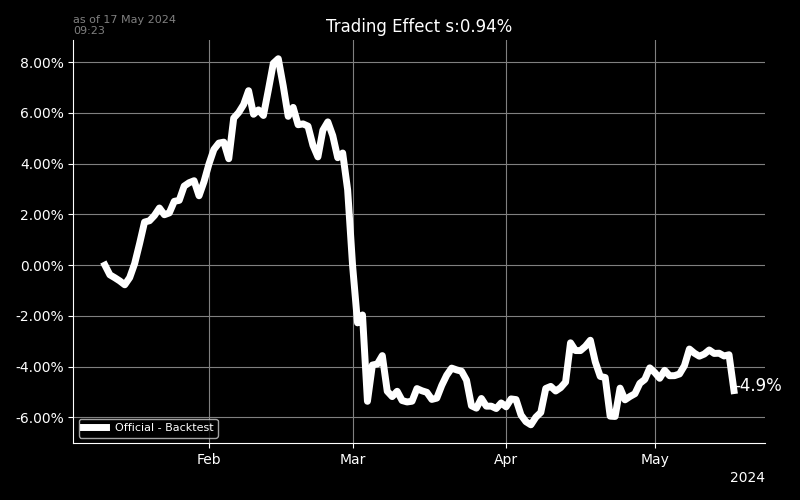 as of 17 May 2024
09:23
Trading Effect s:0.94%
8.00%
6.00%
4.00%
2.00%
0.00%
-2.00%
-4.00%
-6.00%
-4.9%
Official - Backtest
Feb
Mar
Apr
May
2024